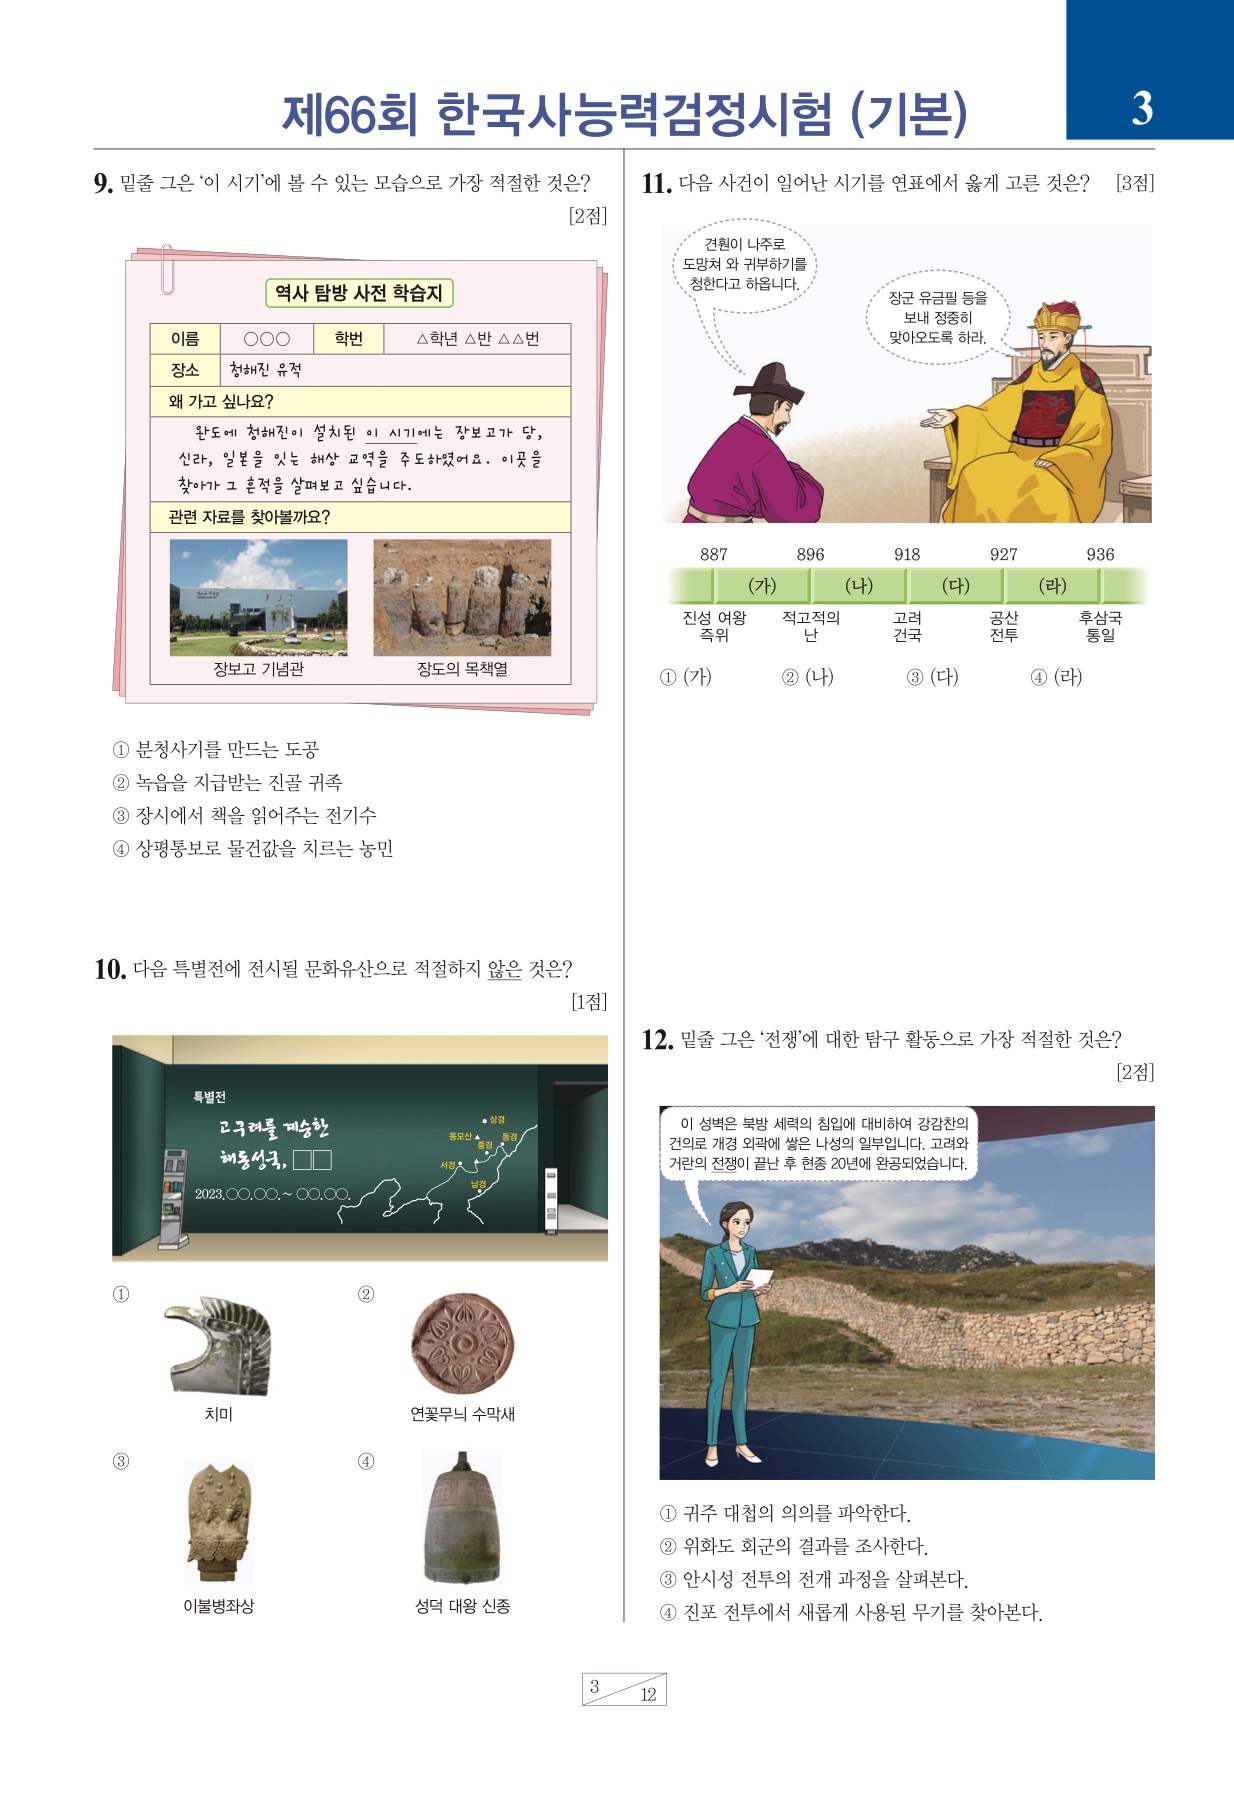 제66회 한국사능력검정시험 (기본)
3
9. 밑줄 그은 ‘이 시기’에 볼 수 있는 모습으로 가장 적절한 것은?
[2점]
역사 탐방 사전 학습지
이름 ○○○ 학번 △학년 △반 △△번
장소 청해진 유적
왜 가고 싶나요?
완도에 청해진이 설치된 이 시기에는 장보고가 당,
신라, 일본을 잇는 해상 교역을 주도하였어요. 이곳을
찾아가 그 흔적을 살펴보고 싶습니다.
관련 자료를 찾아볼까요?
장보고 기념관 장도의 목책열
① 분청사기를 만드는 도공
② 녹읍을 지급받는 진골 귀족
③ 장시에서 책을 읽어주는 전기수
④ 상평통보로 물건값을 치르는 농민
10. 다음 특별전에 전시될 문화유산으로 적절하지 않은 것은?
[1점]
특별전
고구려를 계승한
해동성국, □□
2023.○○.○○.~ ○○.○○.
상경
동모산
중경
동경
서경
남경
① 치미
② 연꽃무늬 수막새
③ 이불병좌상
④ 성덕 대왕 신종
11. 다음 사건이 일어난 시기를 연표에서 옳게 고른 것은? [3점]
견훤이 나주로
도망쳐 와 귀부하기를
청한다고 하옵니다.
장군 유금필 등을
보내 정중히
맞아오도록 하라.
887 896 918 927 936
(가) (나) (다) (라)
진성 여왕 적고적의 고려 공산 후삼국
즉위 난 건국 전투 통일
① (가) ② (나) ③ (다) ④ (라)
12. 밑줄 그은 ‘전쟁’에 대한 탐구 활동으로 가장 적절한 것은?
[2점]
이 성벽은 북방 세력의 침입에 대비하여 강감찬의
건의로 개경 외곽에 쌓은 나성의 일부입니다. 고려와
거란의 전쟁이 끝난 후 현종 20년에 완공되었습니다.
① 귀주 대첩의 의의를 파악한다.
② 위화도 회군의 결과를 조사한다.
③ 안시성 전투의 전개 과정을 살펴본다.
④ 진포 전투에서 새롭게 사용된 무기를 찾아본다.
3 12